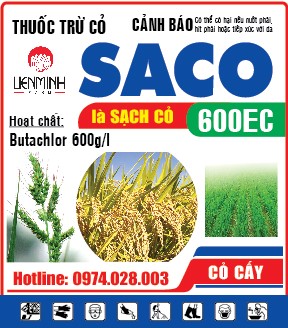 THUỐC TRỪ CỎ
CẢNH BÁO
Có thể có hại nếu nuốt phải,
hít phải hoặc tiếp xúc với da
LIENMINH
FARM
SACO
là SẠCH CỎ
600EC
Hoạt chất:
Butachlor 600g/l
Hotline: 0974.028.003
CỎ CẤY